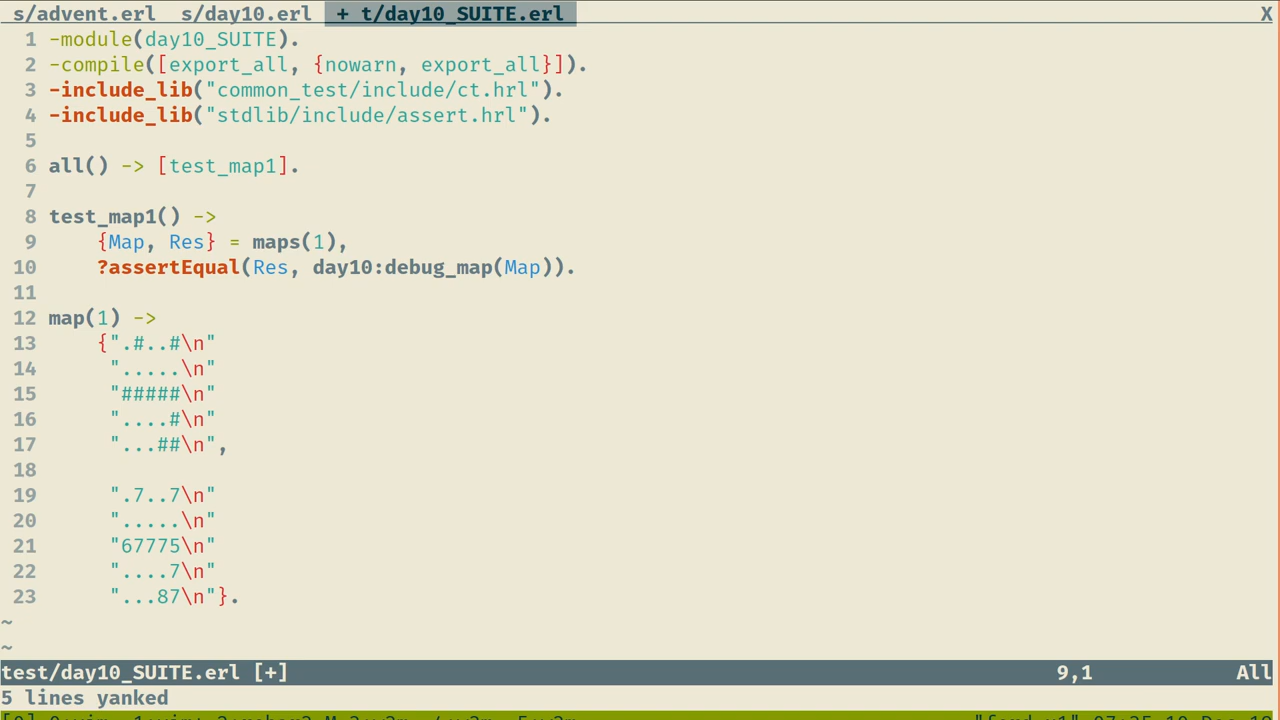 s/advent.erl  s/day10.erl  + t/day10_SUITE.erl  X
1 -module(day10_SUITE).
2 -compile([export_all, {nowarn, export_all}]).
3 -include_lib("common_test/include/ct.hrl").
4 -include_lib("stdlib/include/assert.hrl").
5
6 all() -> [test_map1].
7
8 test_map1() ->
9     {Map, Res} = maps(1),
10     ?assertEqual(Res, day10:debug_map(Map)).
11
12 map(1) ->
13     {".#..#\n"
14      ".....\n"
15      "#####\n"
16      "....#\n"
17      "...##\n",
18
19      ".7..7\n"
20      ".....\n"
21      "67775\n"
22      "....7\n"
23      "...87\n"}.
~
~
test/day10_SUITE.erl [+]  9,1  All
5 lines yanked